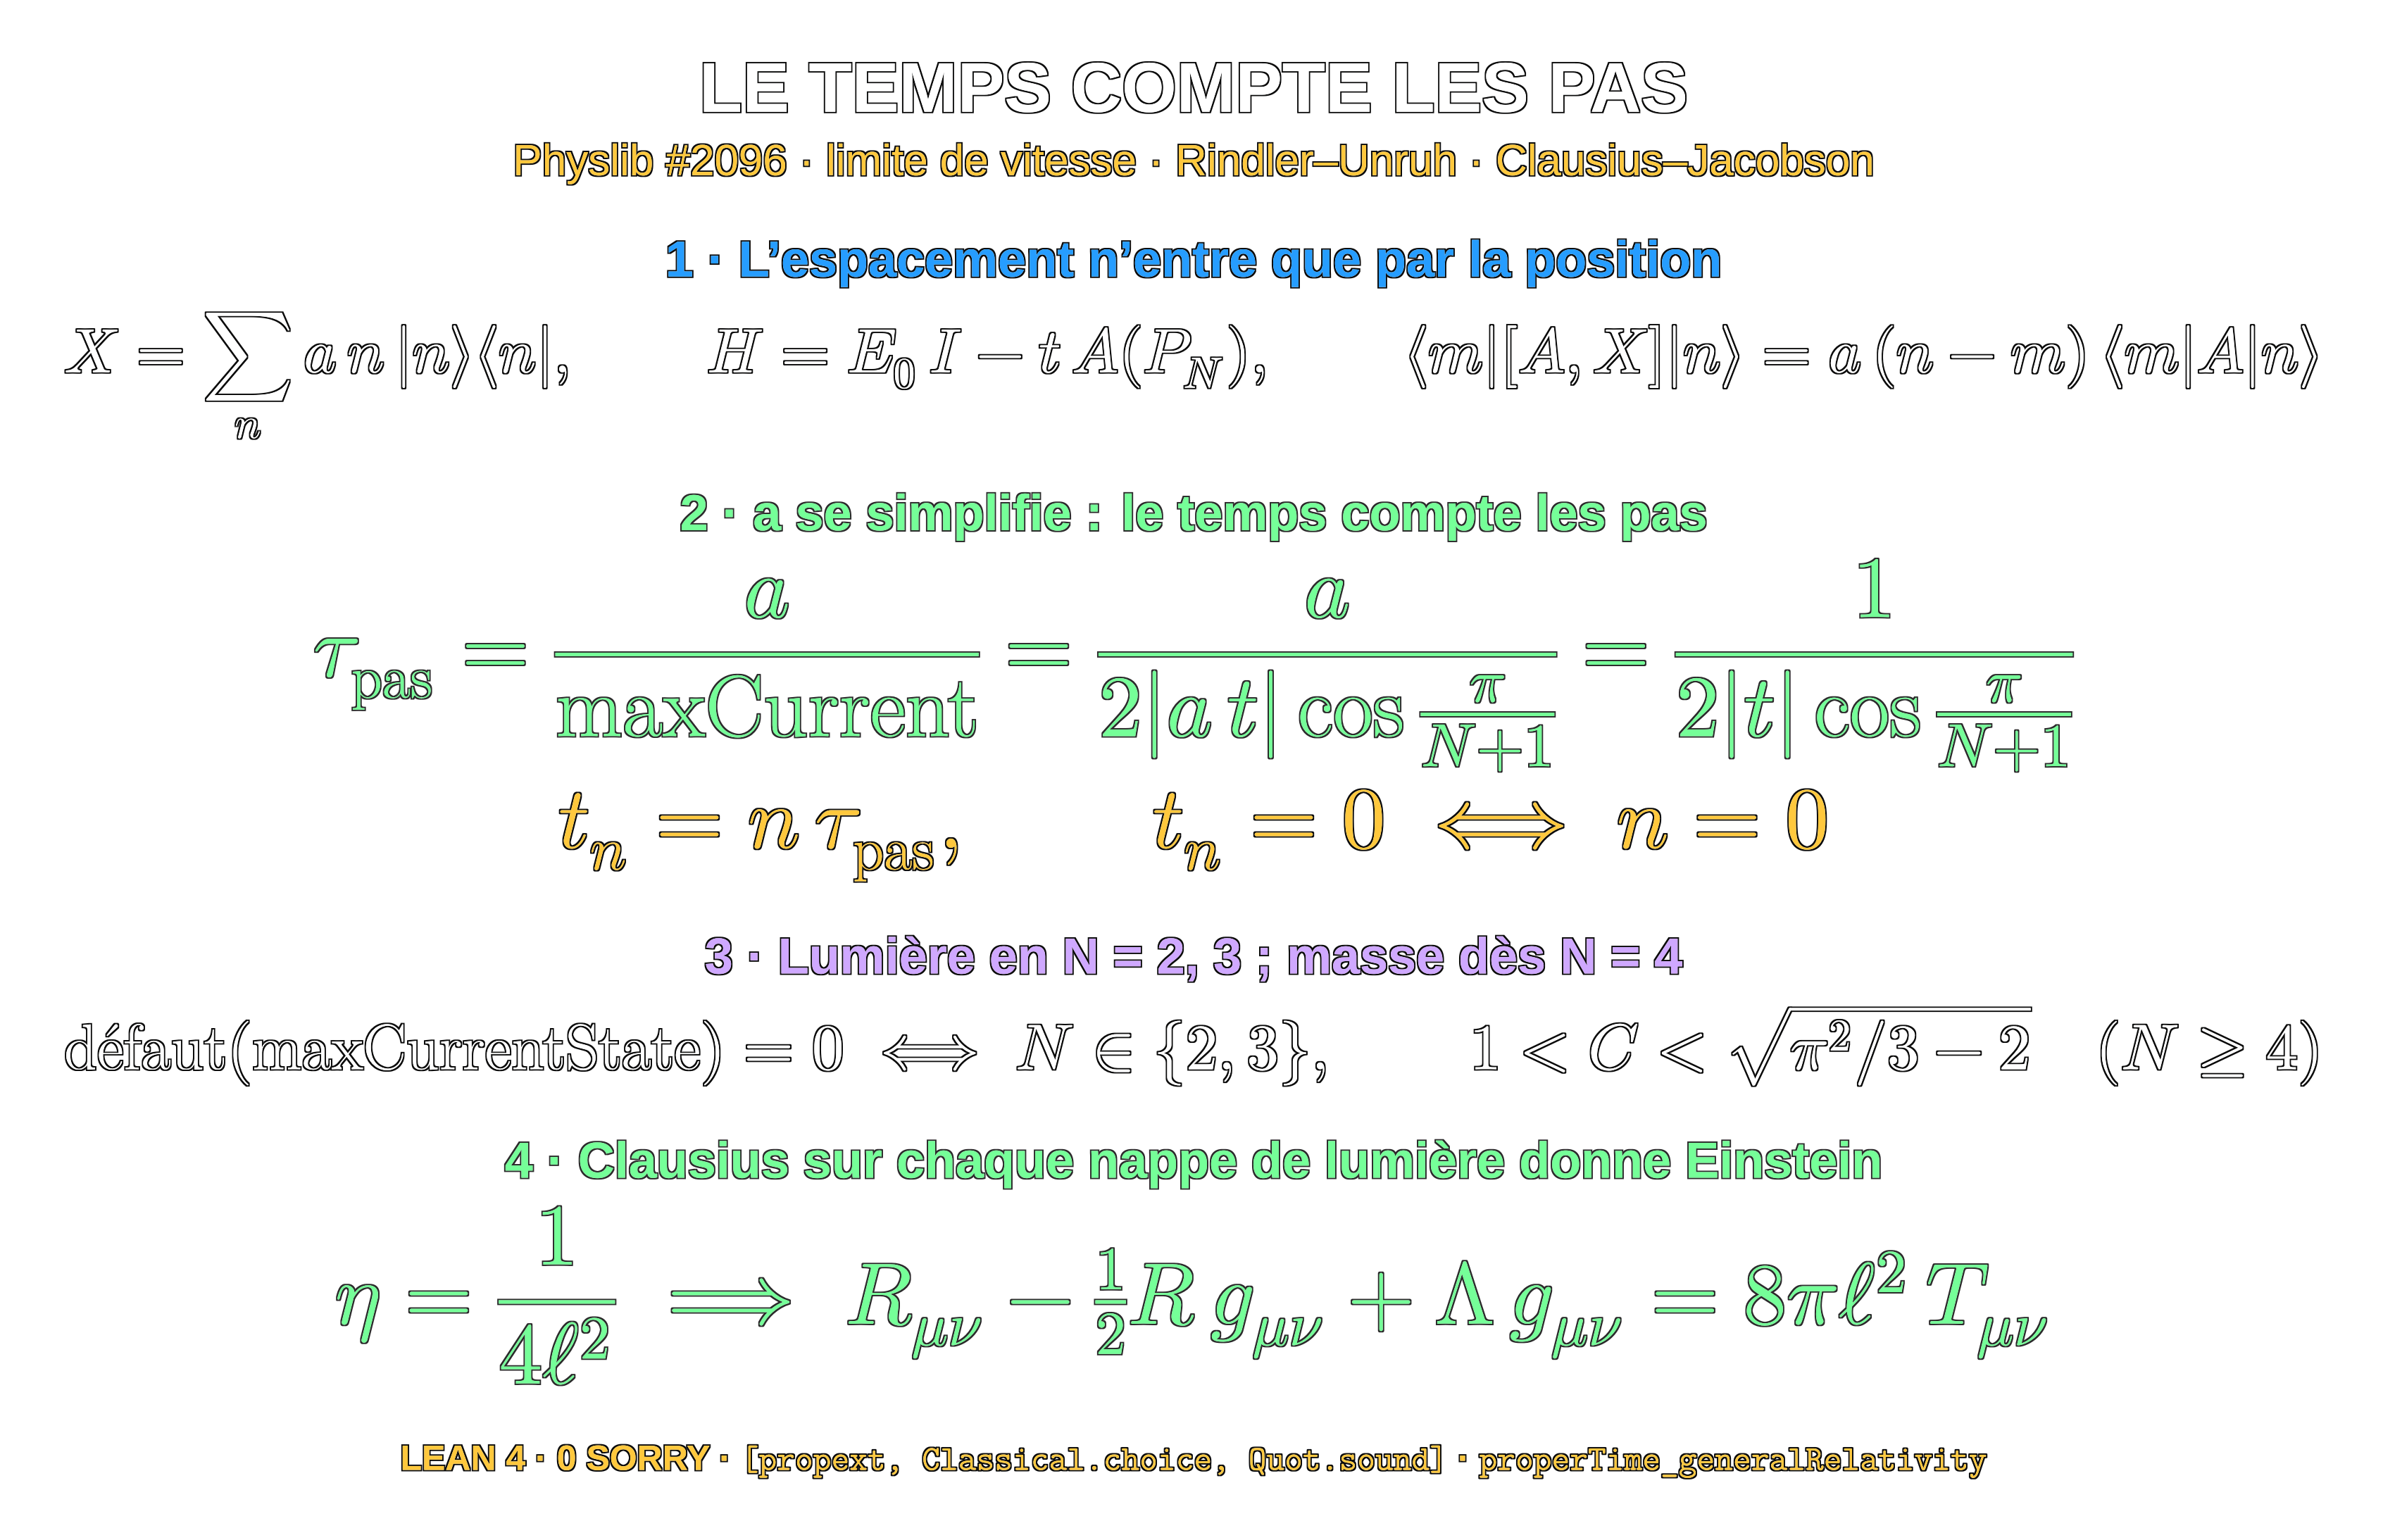 LE TEMPS COMPTE LES PAS
Physlib #2096 · limite de vitesse · Rindler–Unruh · Clausius–Jacobson
1 · L’espacement n’entre que par la position
X = ∑_n a n |n⟩⟨n|, H = E_0 I − t A(P_N), ⟨m|[A, X]|n⟩ = a (n − m) ⟨m|A|n⟩
2 · a se simplifie : le temps compte les pas
τ_pas = a / maxCurrent = a / (2|a t| cos π/(N+1)) = 1 / (2|t| cos π/(N+1))
t_n = n τ_pas, t_n = 0 ⟺ n = 0
3 · Lumière en N = 2, 3 ; masse dès N = 4
défaut(maxCurrentState) = 0 ⟺ N ∈ {2, 3}, 1 < C < √(π²/3 − 2) (N ≥ 4)
4 · Clausius sur chaque nappe de lumière donne Einstein
η = 1 / (4ℓ²) ⟹ R_μν − ½ R g_μν + Λ g_μν = 8πℓ² T_μν
LEAN 4 · 0 SORRY · [propext, Classical.choice, Quot.sound] · properTime_generalRelativity